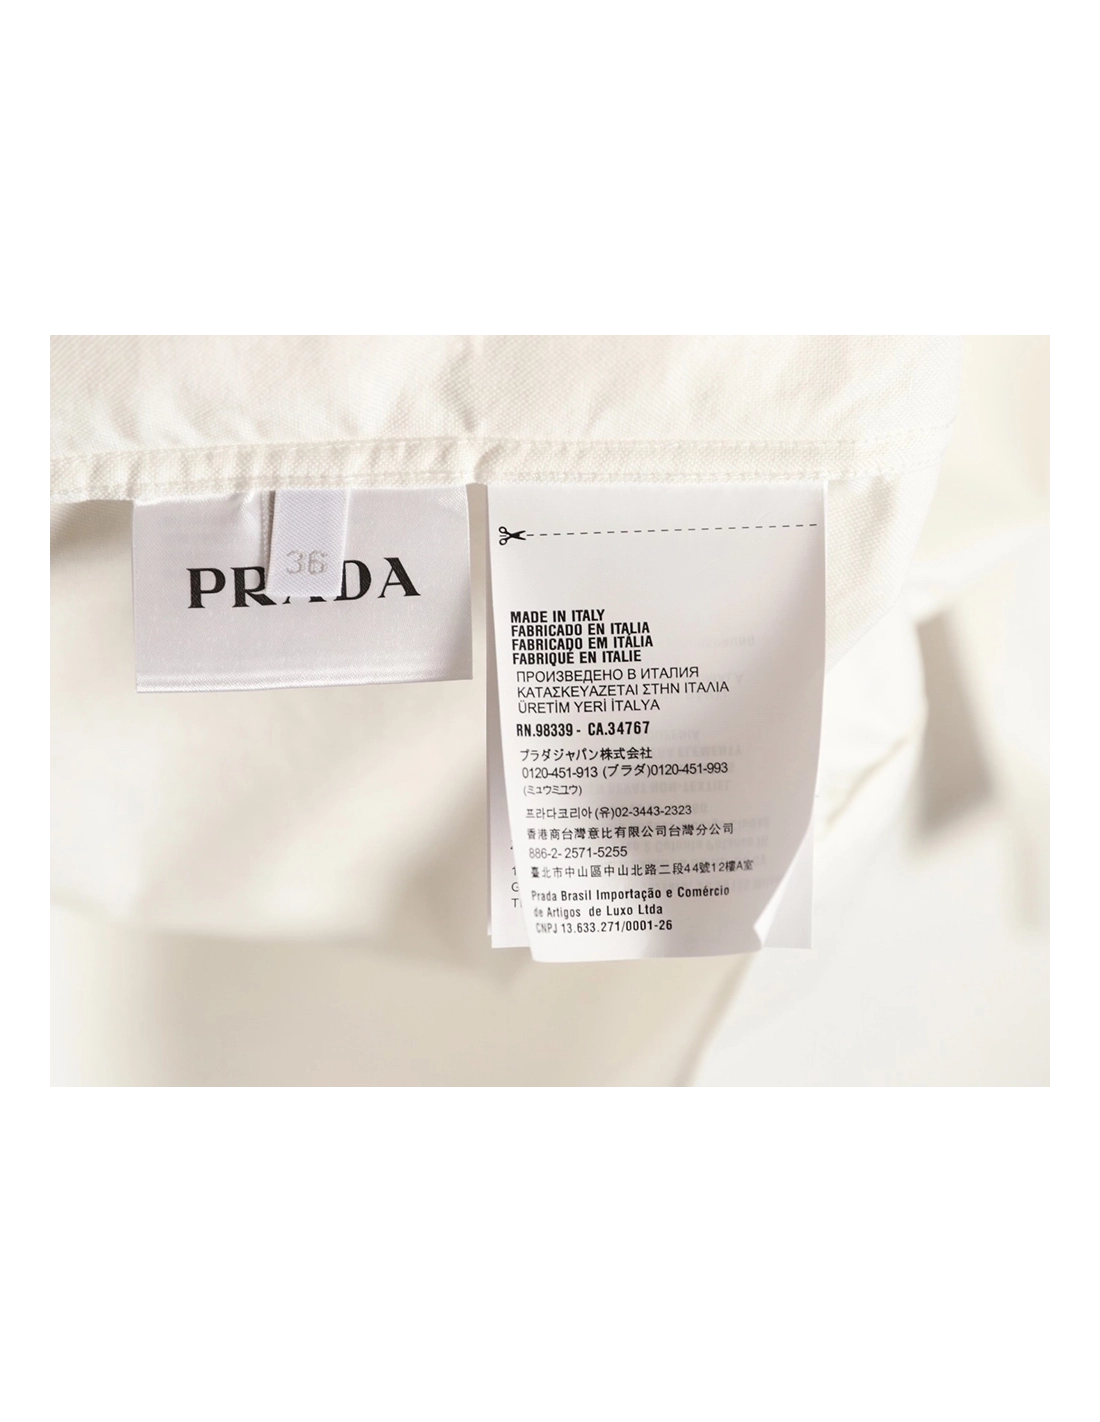 PRADA
36
MADE IN ITALY
FABRICADO EN ITALIA
FABRICADO EM ITÁLIA
FABRIQUÉ EN ITALIE
ПРОИЗВЕДЕНО В ИТАЛИЯ
ΚΑΤΑΣΚΕΥΑΖΕΤΑΙ ΣΤΗΝ ΙΤΑΛΙΑ
ÜRETİM YERİ İTALYA
RN.98339 - CA.34767
プラダジャパン株式会社
0120-451-913 (プラダ)0120-451-993
(ミュウミュウ)
프라다코리아 (유)02-3443-2323
香港商台灣意比有限公司台灣分公司
886-2- 2571-5255
臺北市中山區中山北路二段44號12樓A室
Prada Brasil Importação e Comércio
de Artigos de Luxo Ltda
CNPJ 13.633.271/0001-26